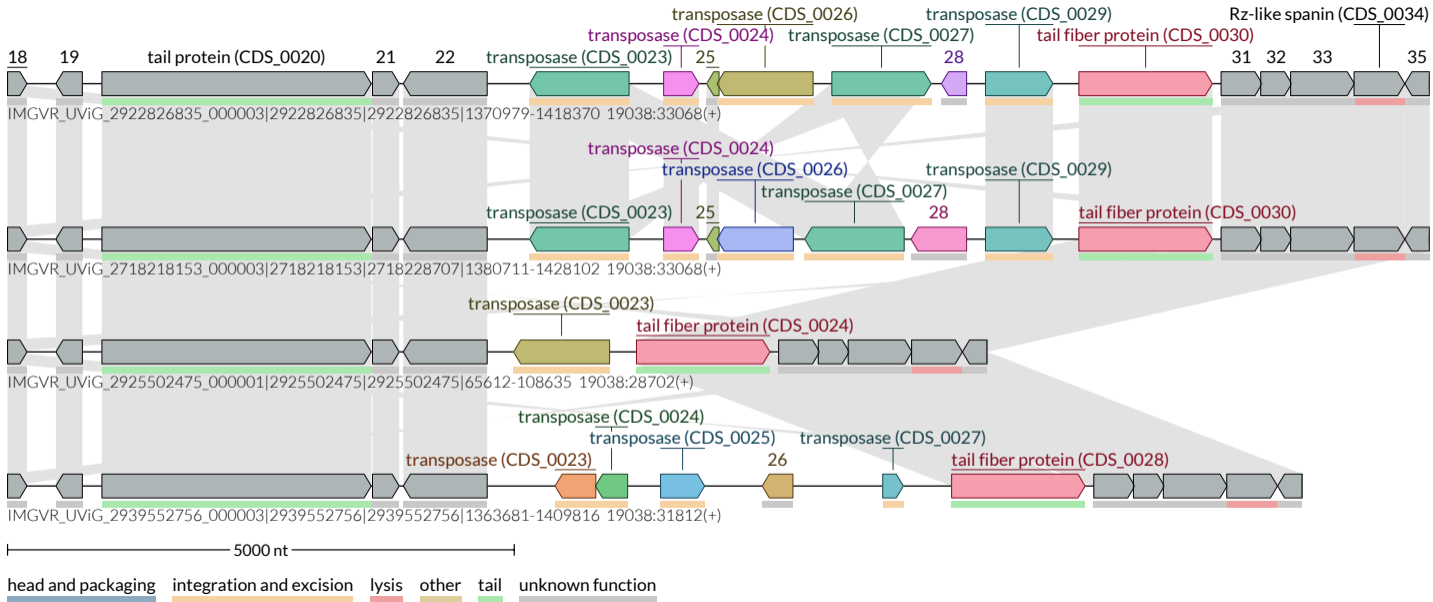 transposase (CDS_0026) transposase (CDS_0029) Rz-like spanin (CDS_0034)
transposase (CDS_0024) transposase (CDS_0027) tail fiber protein (CDS_0030)
18 19 tail protein (CDS_0020) 21 22 transposase (CDS_0023) 25 28 31 32 33 35
IMGVR_UViG_2922826835_000003|2922826835|2922826835|1370979-1418370 19038:33068(+)
transposase (CDS_0024)
transposase (CDS_0026) transposase (CDS_0029)
transposase (CDS_0027)
transposase (CDS_0023) 25 28 tail fiber protein (CDS_0030)
IMGVR_UViG_2718218153_000003|2718218153|2718228707|1380711-1428102 19038:33068(+)
transposase (CDS_0023)
tail fiber protein (CDS_0024)
IMGVR_UViG_2925502475_000001|2925502475|2925502475|65612-108635 19038:28702(+)
transposase (CDS_0024)
transposase (CDS_0025) transposase (CDS_0027)
transposase (CDS_0023) 26 tail fiber protein (CDS_0028)
IMGVR_UViG_2939552756_000003|2939552756|2939552756|1363681-1409816 19038:31812(+)
5000 nt
head and packaging integration and excision lysis other tail unknown function